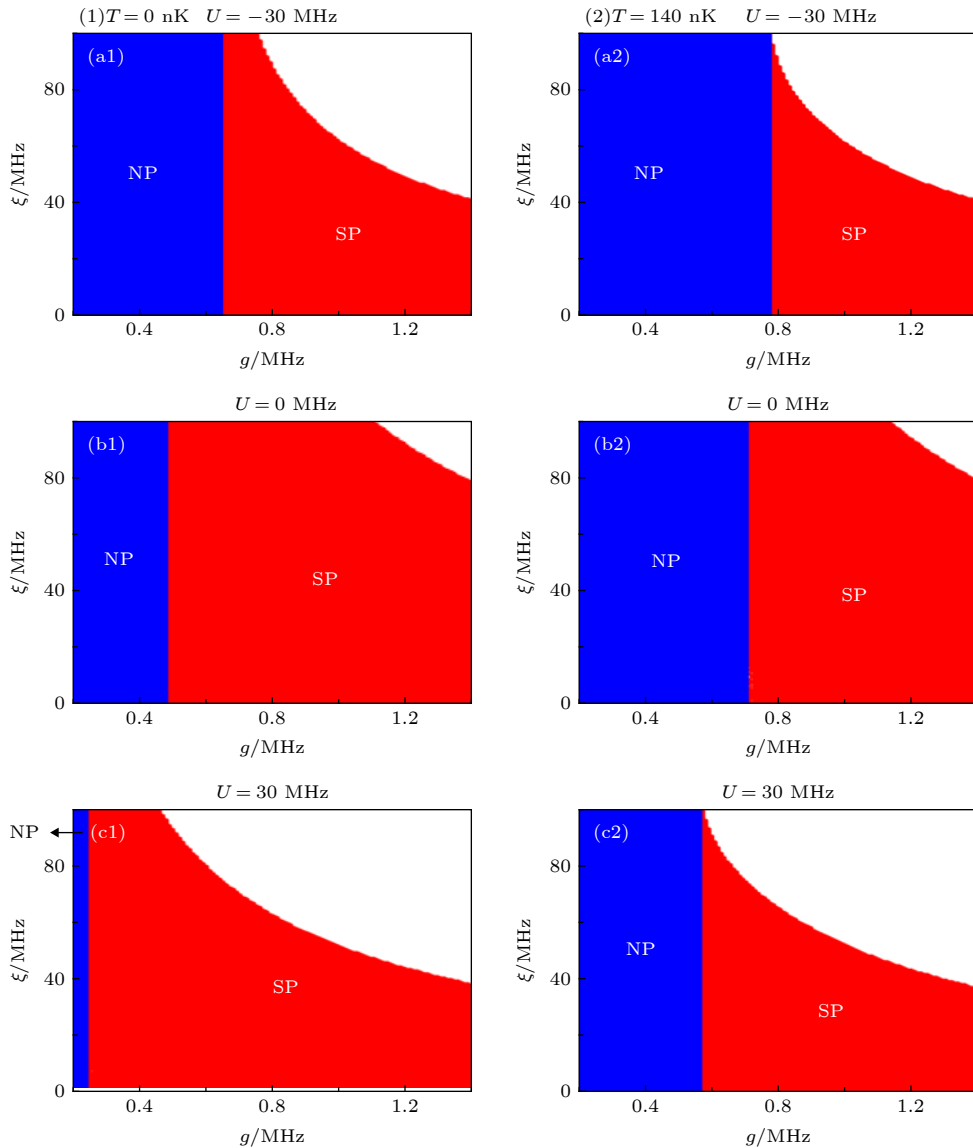 (1)T = 0 nK U = −30 MHz
(a1)
NP
SP
80
40
0
0.4 0.8 1.2
ξ/MHz
g/MHz
(2)T = 140 nK U = −30 MHz
(a2)
NP
SP
80
40
0
0.4 0.8 1.2
ξ/MHz
g/MHz
U = 0 MHz
(b1)
NP
SP
80
40
0
0.4 0.8 1.2
ξ/MHz
g/MHz
U = 0 MHz
(b2)
NP
SP
80
40
0
0.4 0.8 1.2
ξ/MHz
g/MHz
U = 30 MHz
NP
(c1)
SP
80
40
0
0.4 0.8 1.2
ξ/MHz
g/MHz
U = 30 MHz
(c2)
NP
SP
80
40
0
0.4 0.8 1.2
ξ/MHz
g/MHz